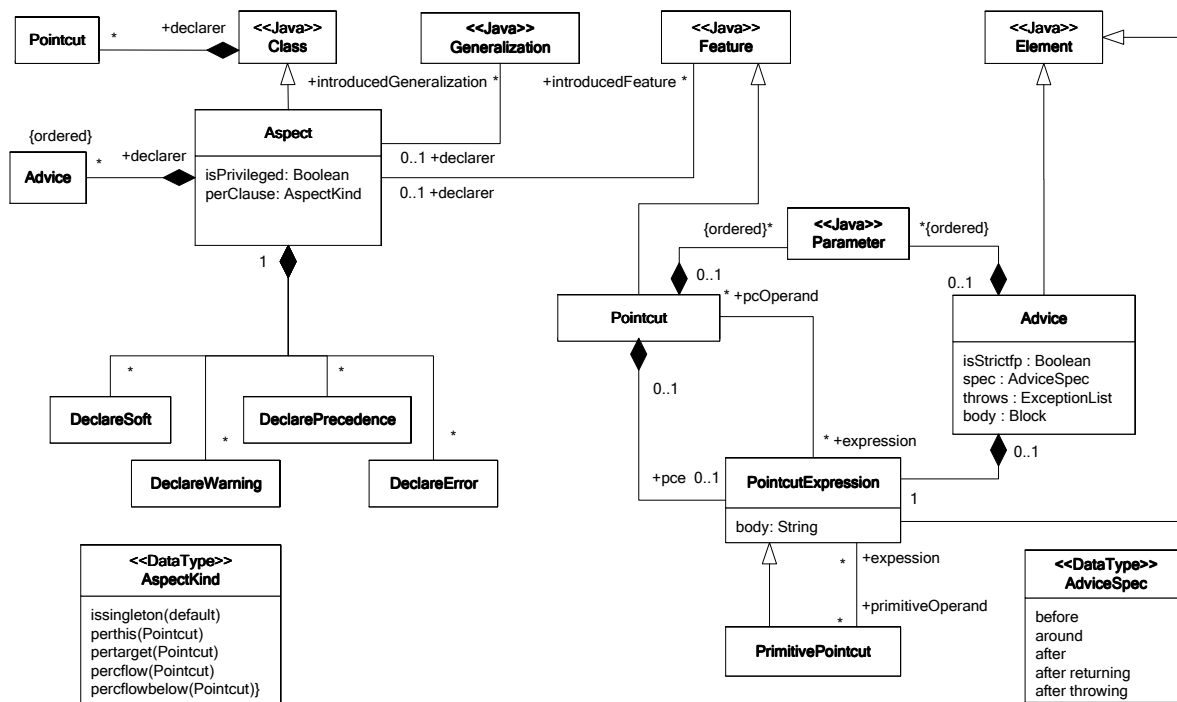 <<Java>>
Class
<<Java>>
Generalization
<<Java>>
Feature
<<Java>>
Element
Pointcut
*
+declarer
+introducedGeneralization
*
+introducedFeature
*
Aspect
isPrivileged: Boolean
perClause: AspectKind
{ordered}
Advice
*
+declarer
0..1 +declarer
0..1 +declarer
1
{ordered}*
<<Java>>
Parameter
*{ordered}
0..1
0..1
Pointcut
* +pcOperand
Advice
isStrictfp : Boolean
spec : AdviceSpec
throws : ExceptionList
body : Block
0..1
*
*
DeclareSoft
DeclarePrecedence
*
*
DeclareWarning
DeclareError
* +expression
0..1
+pce 0..1
PointcutExpression
body: String
1
+expession
*
+primitiveOperand
*
PrimitivePointcut
<<DataType>>
AspectKind
issingleton(default)
perthis(Pointcut)
pertarget(Pointcut)
percflow(Pointcut)
percflowbelow(Pointcut)}
<<DataType>>
AdviceSpec
before
around
after
after returning
after throwing